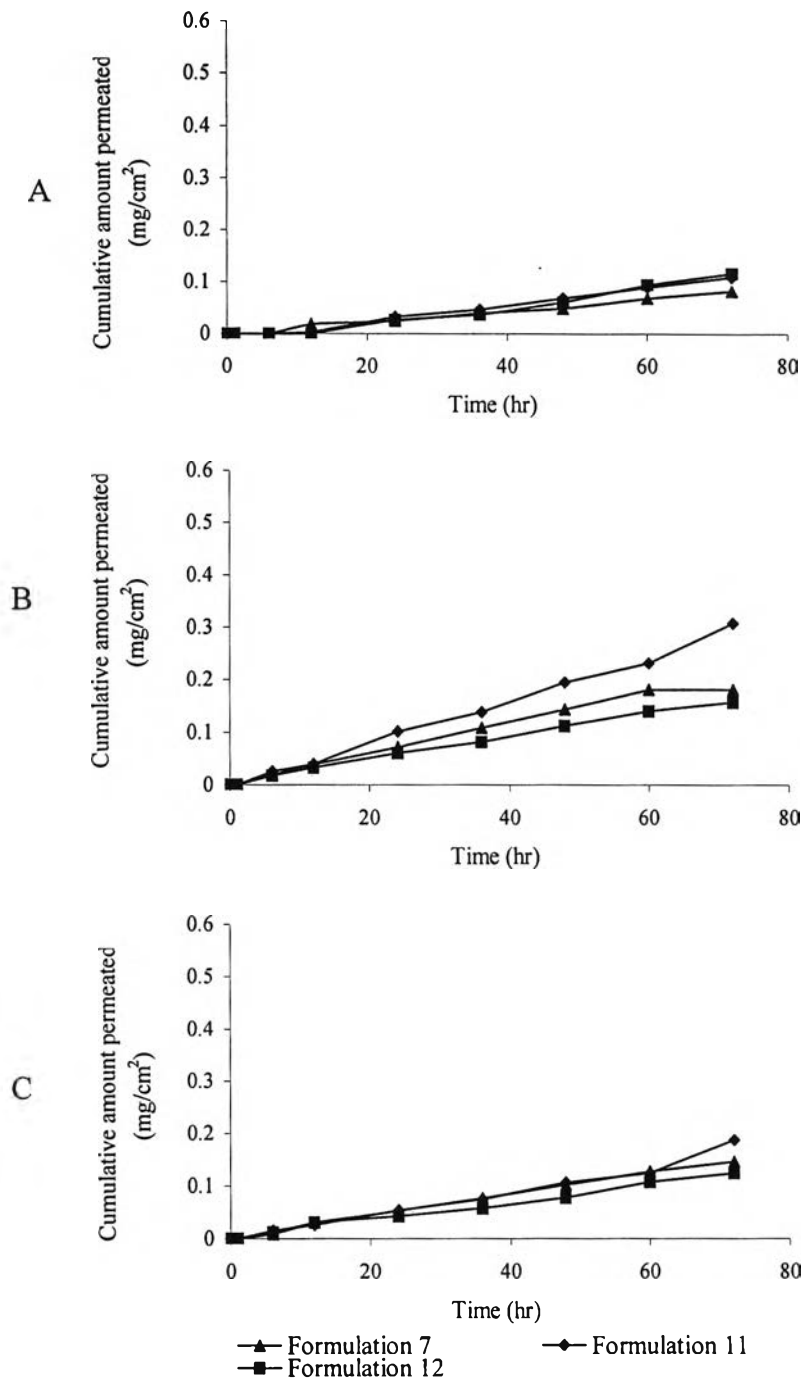 A
Cumulative amount permeated
(mg/cm²)
0.6
0.5
0.4
0.3
0.2
0.1
0
0 20 40 60 80
Time (hr)
B
Cumulative amount permeated
(mg/cm²)
0.6
0.5
0.4
0.3
0.2
0.1
0
0 20 40 60 80
Time (hr)
C
Cumulative amount permeated
(mg/cm²)
0.6
0.5
0.4
0.3
0.2
0.1
0
0 20 40 60 80
Time (hr)
Formulation 7 Formulation 11
Formulation 12